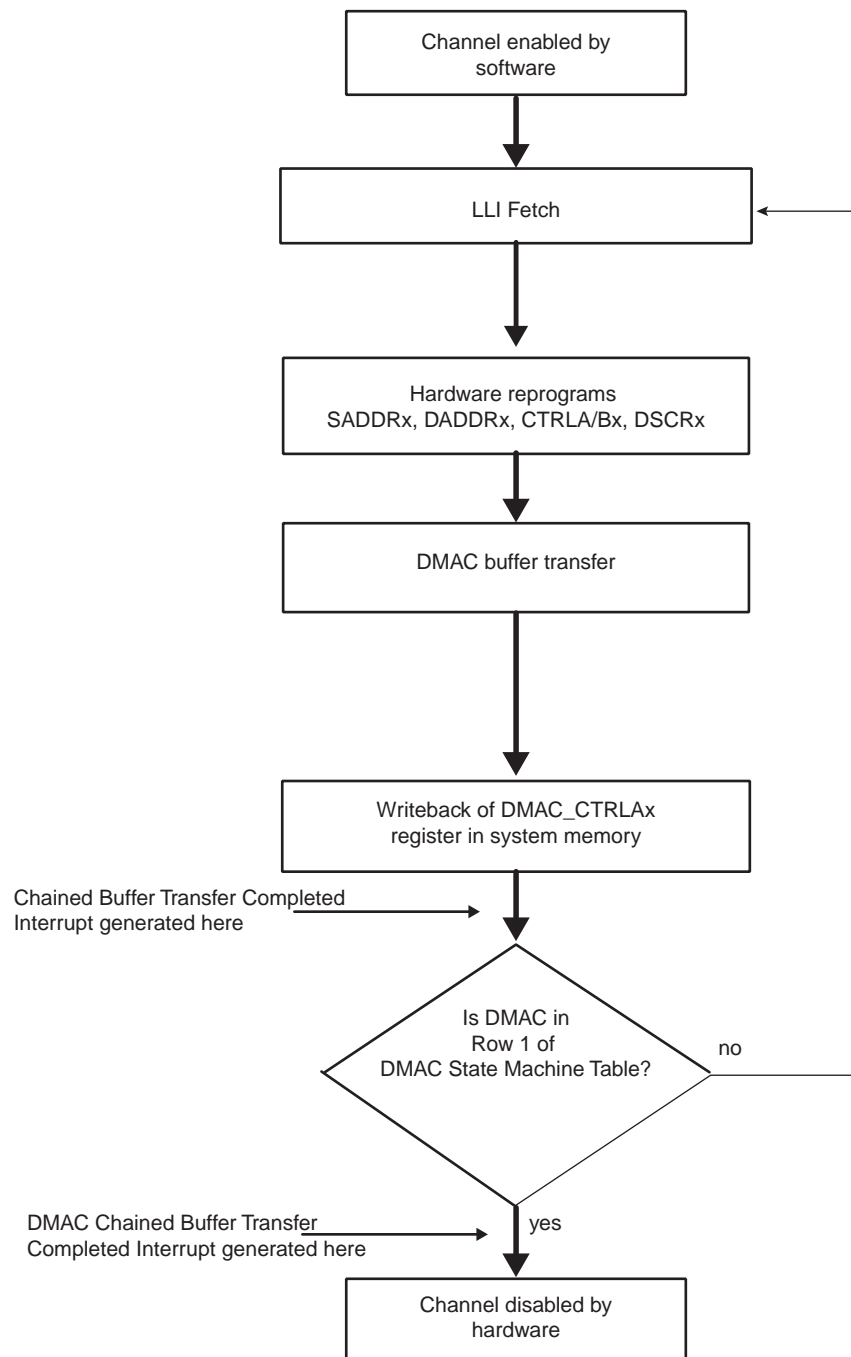 Channel enabled by
software
LLI Fetch
Hardware reprograms
SADDRx, DADDRx, CTRLA/Bx, DSCRx
DMAC buffer transfer
Writeback of DMAC_CTRLAx
register in system memory
Chained Buffer Transfer Completed
Interrupt generated here
Is DMAC in
Row 1 of
DMAC State Machine Table?
no
DMAC Chained Buffer Transfer
Completed Interrupt generated here
yes
Channel disabled by
hardware